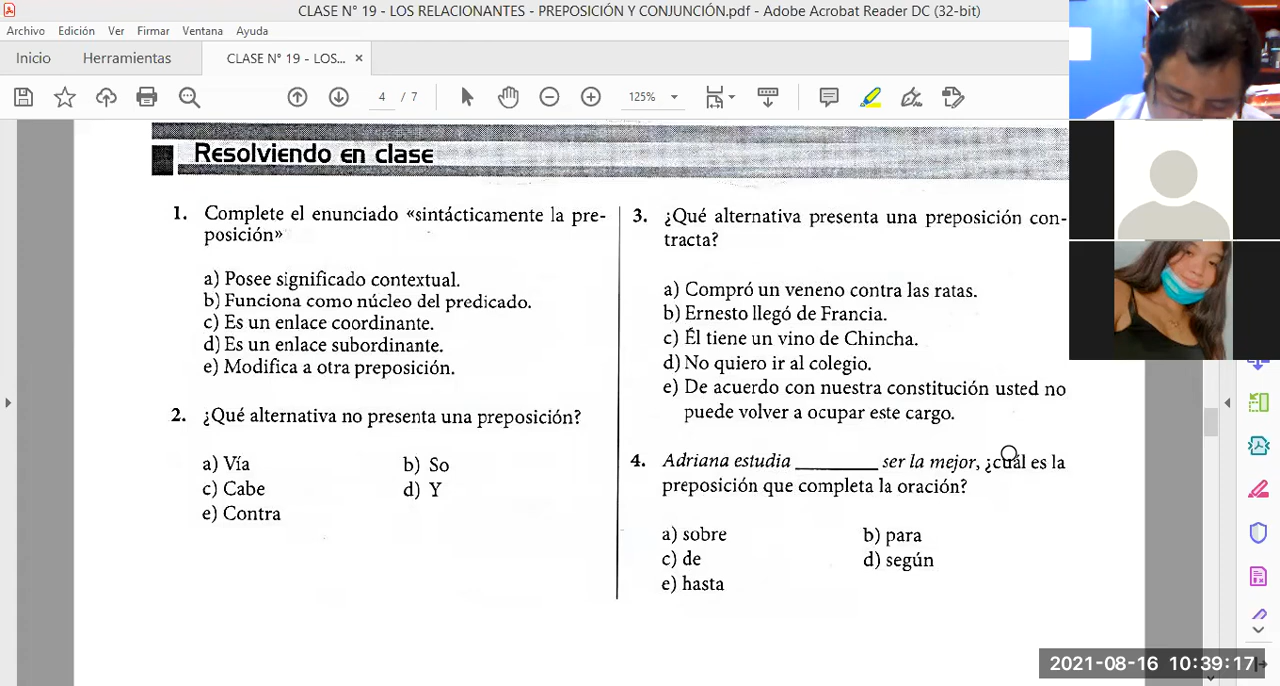 CLASE N° 19 - LOS RELACIONANTES - PREPOSICIÓN Y CONJUNCIÓN.pdf - Adobe Acrobat Reader DC (32-bit)
Archivo Edición Ver Firmar Ventana Ayuda
Inicio Herramientas CLASE N° 19 - LOS... ×
4 / 7 125%
Resolviendo en clase
1. Complete el enunciado «sintácticamente la pre-
posición»
a) Posee significado contextual.
b) Funciona como núcleo del predicado.
c) Es un enlace coordinante.
d) Es un enlace subordinante.
e) Modifica a otra preposición.
2. ¿Qué alternativa no presenta una preposición?
a) Vía b) So
c) Cabe d) Y
e) Contra
3. ¿Qué alternativa presenta una preposición con-
tracta?
a) Compró un veneno contra las ratas.
b) Ernesto llegó de Francia.
c) Él tiene un vino de Chincha.
d) No quiero ir al colegio.
e) De acuerdo con nuestra constitución usted no
puede volver a ocupar este cargo.
4. Adriana estudia ________ ser la mejor, ¿cuál es la
preposición que completa la oración?
a) sobre b) para
c) de d) según
e) hasta
2021-08-16 10:39:17